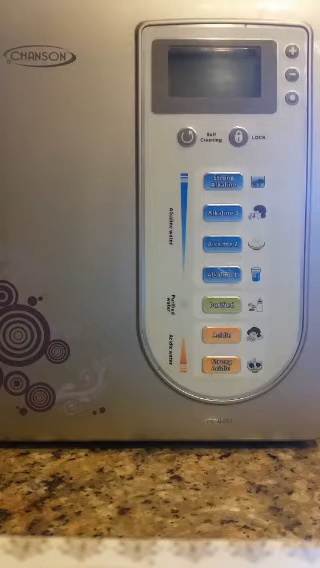 CHANSON
+
−
Self
Cleaning
LOCK
Strong
Alkaline
Alkaline 3
Alkaline 2
Alkaline 1
Purified
Acidic
Strong
Acidic
Alkaline water
Purified
water
Acidic water